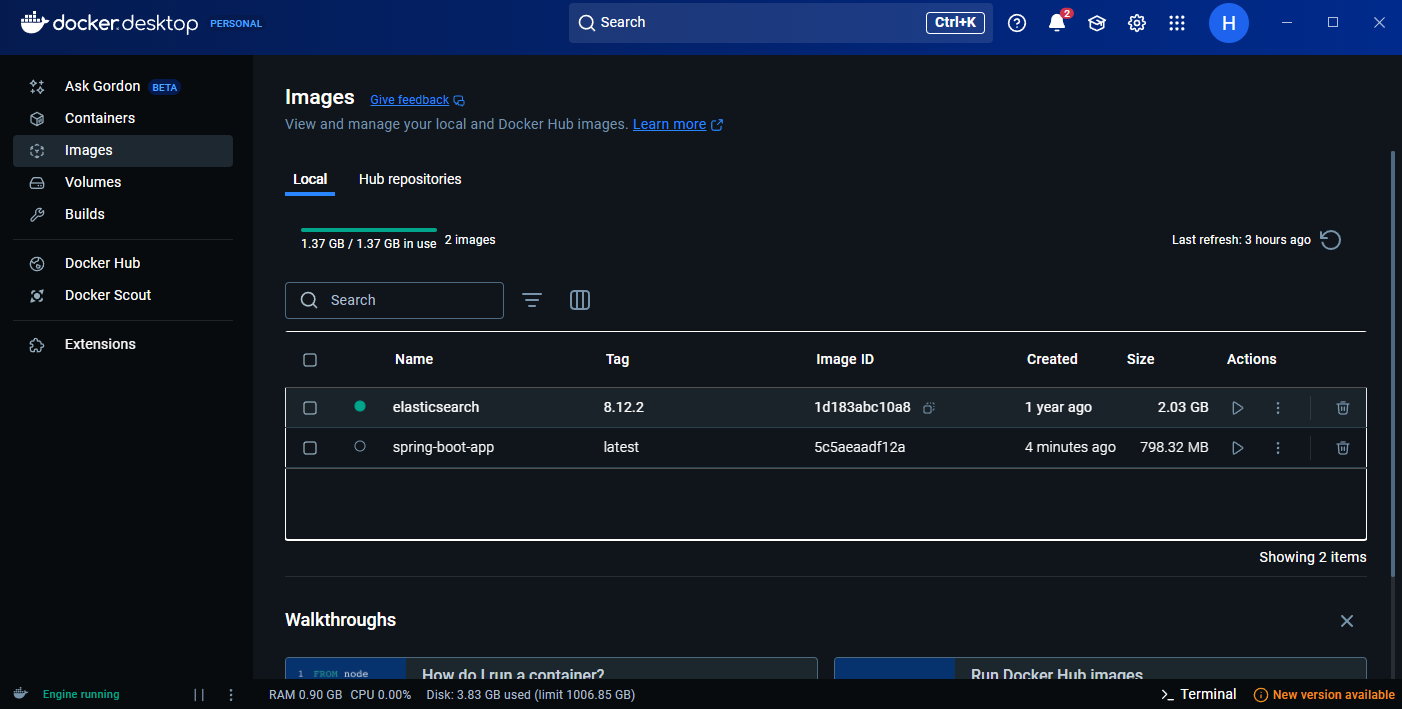 docker.desktop PERSONAL
Search Ctrl+K 2 H
Ask Gordon BETA
Containers
Images
Volumes
Builds
Docker Hub
Docker Scout
Extensions
Images Give feedback
View and manage your local and Docker Hub images. Learn more
Local Hub repositories
1.37 GB / 1.37 GB in use 2 images
Last refresh: 3 hours ago
Search
Name Tag Image ID Created Size Actions
elasticsearch 8.12.2 1d183abc10a8 1 year ago 2.03 GB
spring-boot-app latest 5c5aeaadf12a 4 minutes ago 798.32 MB
Showing 2 items
Walkthroughs
1 FROM node
How do I run a container?
Run Docker Hub images
Engine running RAM 0.90 GB CPU 0.00% Disk: 3.83 GB used (limit 1006.85 GB) >_ Terminal New version available